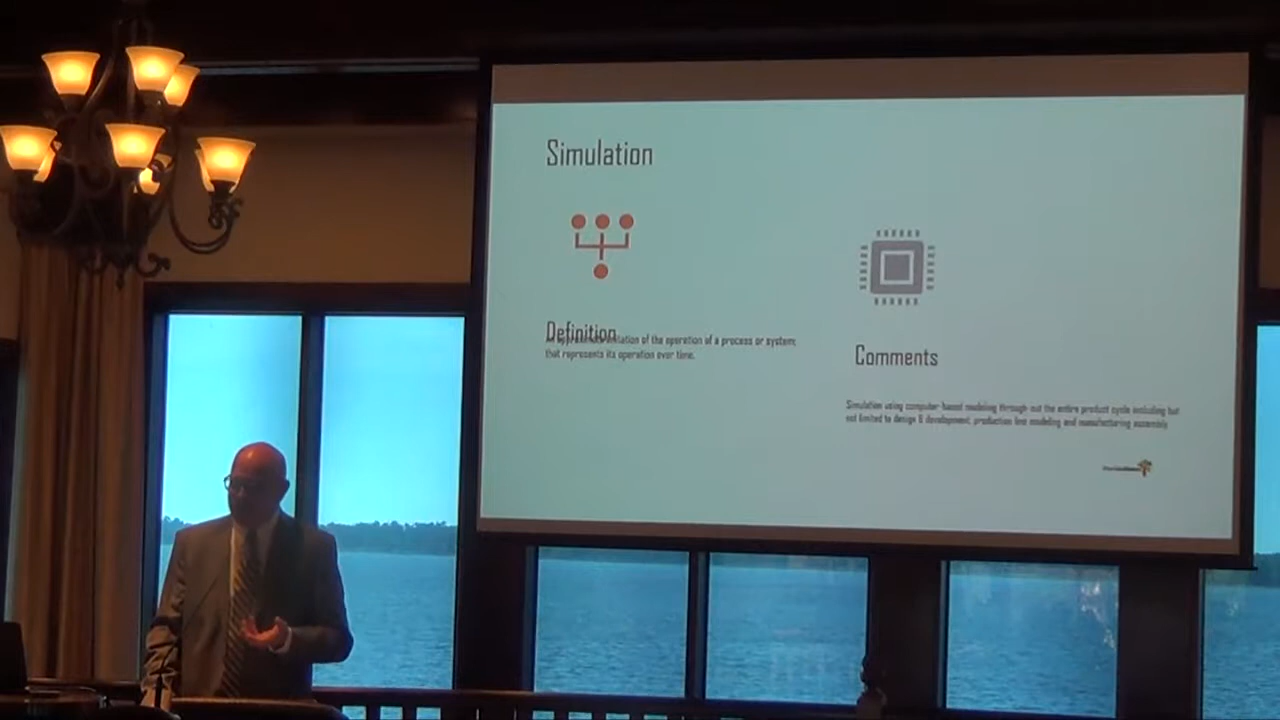 Simulation
Definition
imitation of the operation of a process or system;
that represents its operation over time.
Comments
Simulation using computer-based modeling through out the entire product cycle including but
not limited to design & development, production line modeling and manufacturing assembly